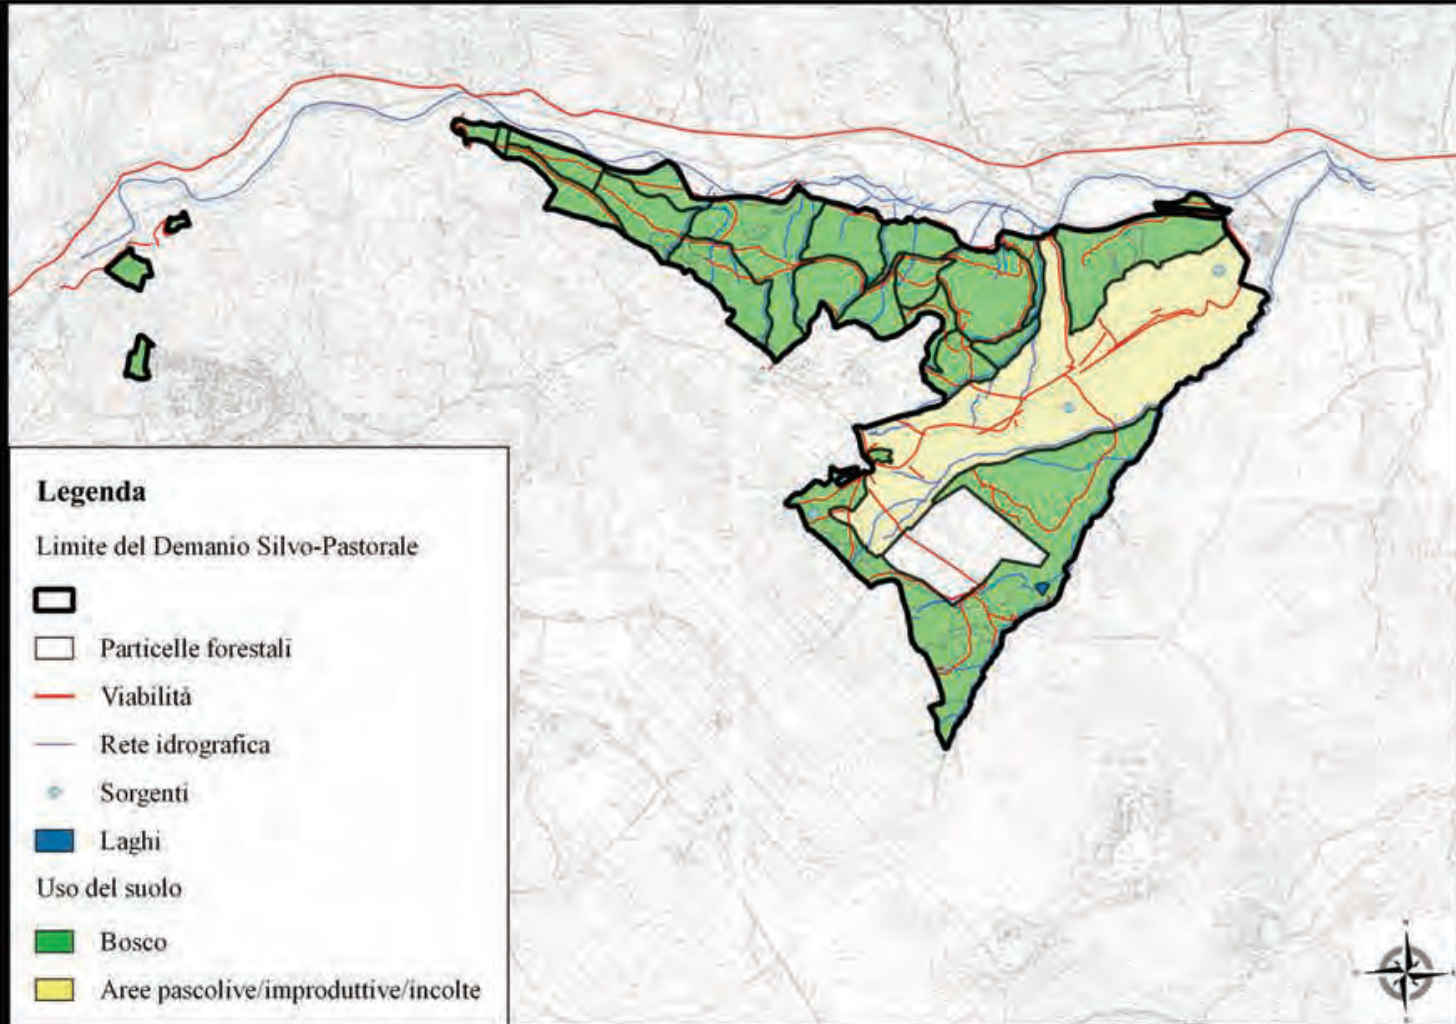 Legenda
Limite del Demanio Silvo-Pastorale
Particelle forestali
Viabilità
Rete idrografica
Sorgenti
Laghi
Uso del suolo
Bosco
Aree pascolive/improduttive/incolte